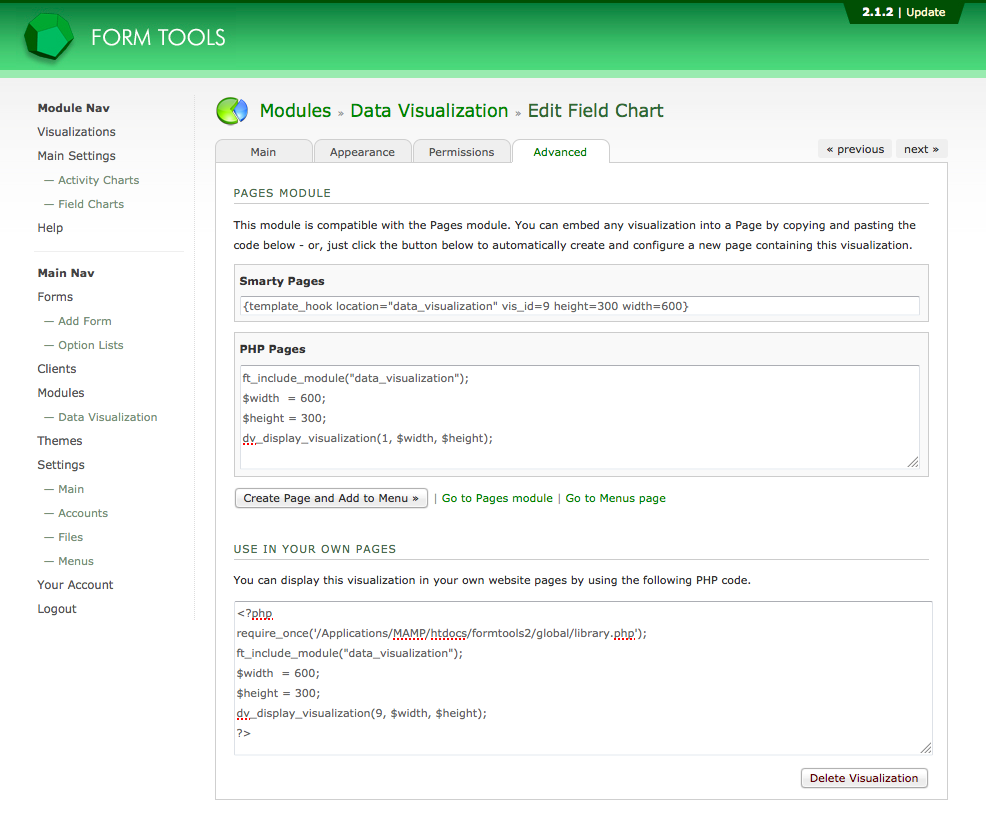 2.1.2 | Update
FORM TOOLS
Module Nav
Visualizations
Main Settings
— Activity Charts
— Field Charts
Help
Main Nav
Forms
— Add Form
— Option Lists
Clients
Modules
— Data Visualization
Themes
Settings
— Main
— Accounts
— Files
— Menus
Your Account
Logout
Modules » Data Visualization » Edit Field Chart
Main Appearance Permissions Advanced
« previous next »
PAGES MODULE
This module is compatible with the Pages module. You can embed any visualization into a Page by copying and pasting the
code below - or, just click the button below to automatically create and configure a new page containing this visualization.
Smarty Pages
{template_hook location="data_visualization" vis_id=9 height=300 width=600}
PHP Pages
ft_include_module("data_visualization");
$width  = 600;
$height = 300;
dv_display_visualization(1, $width, $height);
Create Page and Add to Menu » | Go to Pages module | Go to Menus page
USE IN YOUR OWN PAGES
You can display this visualization in your own website pages by using the following PHP code.
<?php
require_once('/Applications/MAMP/htdocs/formtools2/global/library.php');
ft_include_module("data_visualization");
$width  = 600;
$height = 300;
dv_display_visualization(9, $width, $height);
?>
Delete Visualization